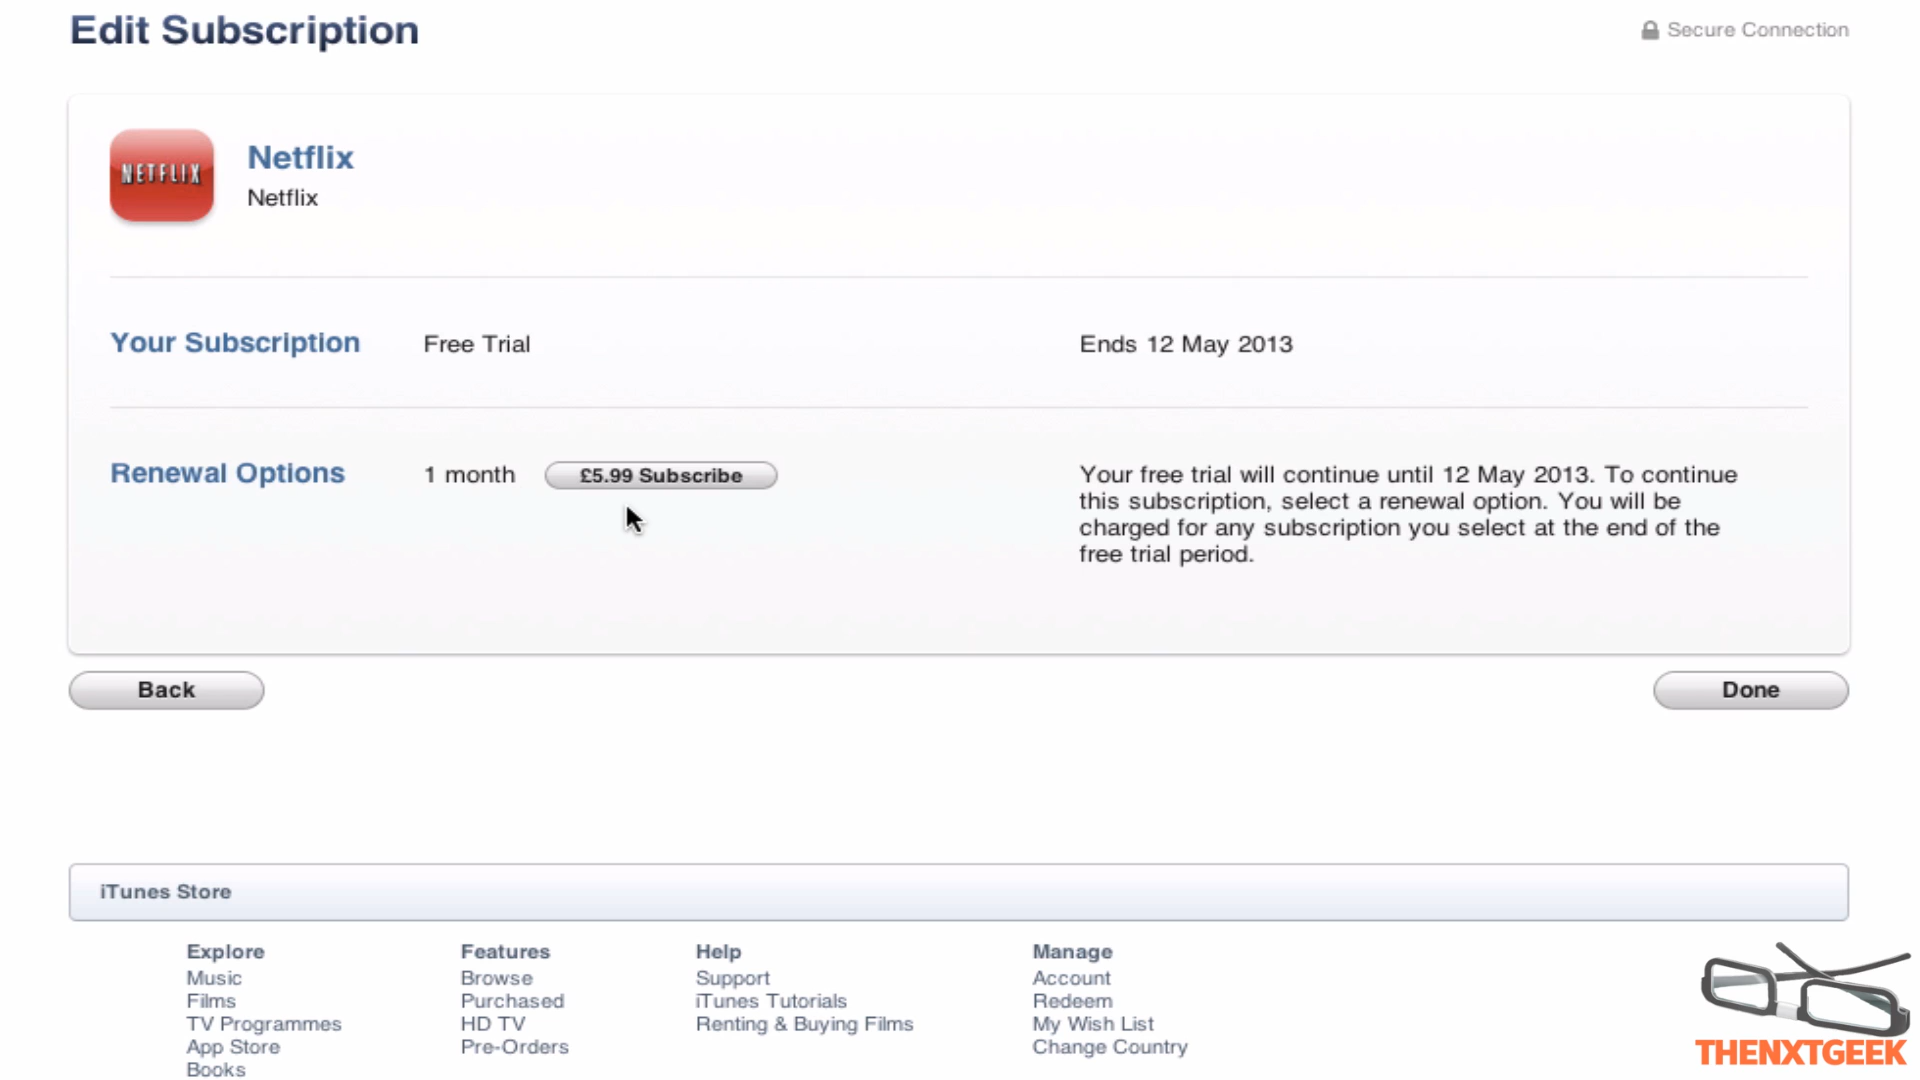 Edit Subscription
Secure Connection
NETFLIX
Netflix
Netflix
Your Subscription
Free Trial
Ends 12 May 2013
Renewal Options
1 month
£5.99 Subscribe
Your free trial will continue until 12 May 2013. To continue
this subscription, select a renewal option. You will be
charged for any subscription you select at the end of the
free trial period.
Back
Done
iTunes Store
Explore
Music
Films
TV Programmes
App Store
Books
Features
Browse
Purchased
HD TV
Pre-Orders
Help
Support
iTunes Tutorials
Renting & Buying Films
Manage
Account
Redeem
My Wish List
Change Country
THENXTGEEK